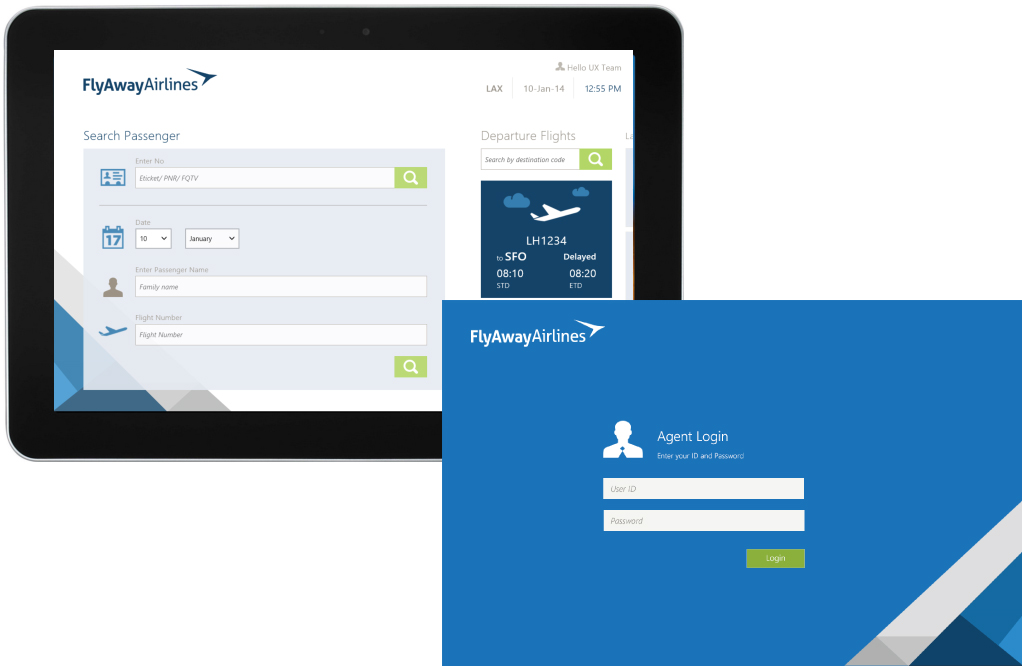 FlyAwayAirlines
Hello UX Team
LAX 10-Jan-14 12:55 PM
Search Passenger
Enter No
Eticket/ PNR/ FQTV
17
Date
10 January
Enter Passenger Name
Family name
Flight Number
Flight Number
Departure Flights
Search by destination code
LH1234
to SFO Delayed
08:10 08:20
STD ETD
FlyAwayAirlines
Agent Login
Enter your ID and Password
User ID
Password
Login